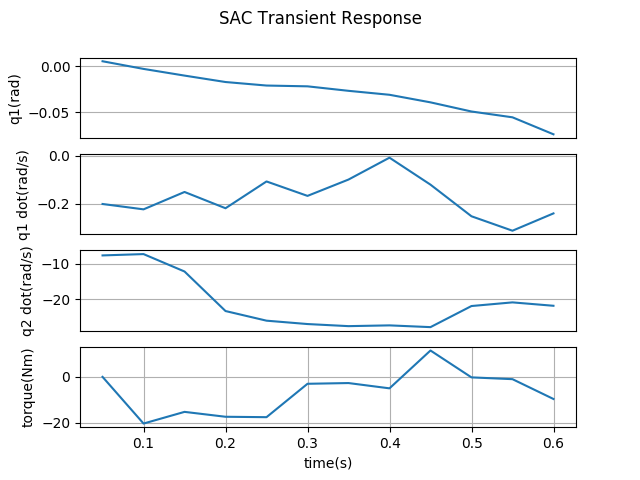 SAC Transient Response
q1(rad)
0.00
−0.05
q1 dot(rad/s)
0.0
−0.2
q2 dot(rad/s)
−10
−20
torque(Nm)
0
−20
0.1 0.2 0.3 0.4 0.5 0.6
time(s)